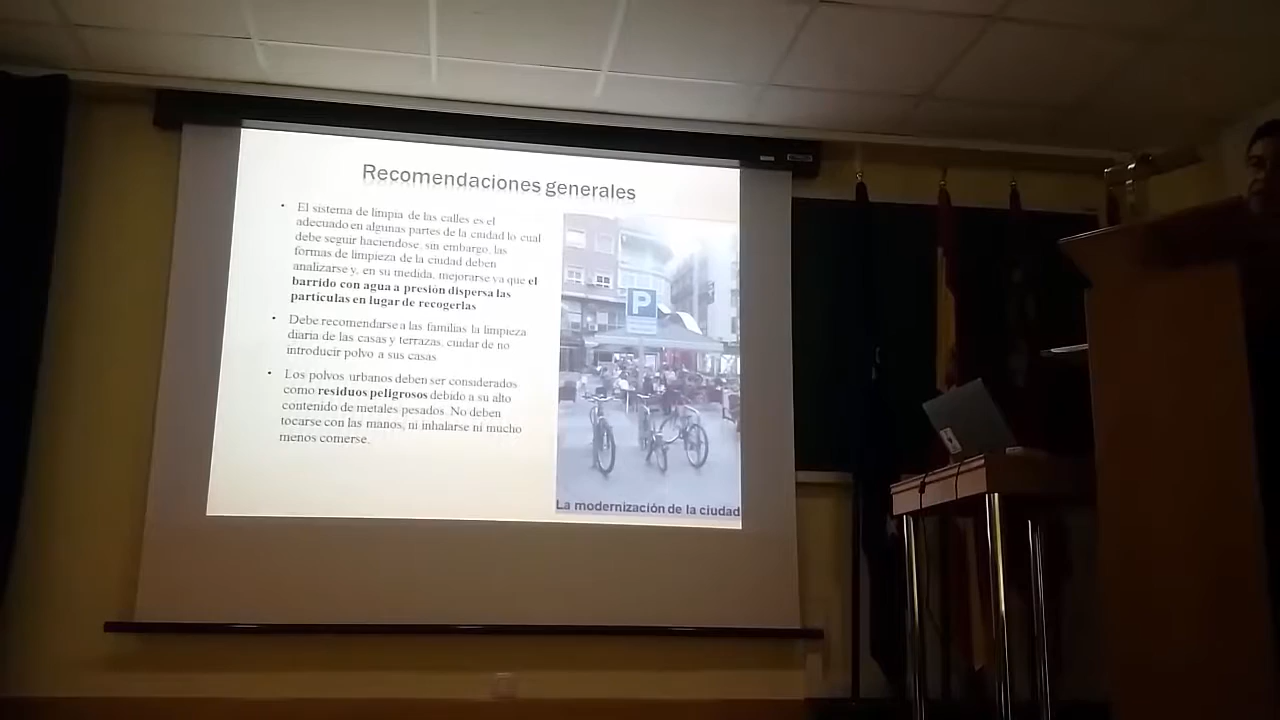 Recomendaciones generales
• El sistema de limpia de las calles es el
adecuado en algunas partes de la ciudad lo cual
debe seguir haciendose, sin embargo, las
formas de limpieza de la ciudad deben
analizarse y, en su medida, mejorarse ya que el
barrido con agua a presión dispersa las
partículas en lugar de recogerlas
• Debe recomendarse a las familias la limpieza
diaria de las casas y terrazas, cuidar de no
introducir polvo a sus casas
• Los polvos urbanos deben ser considerados
como residuos peligrosos debido a su alto
contenido de metales pesados. No deben
tocarse con las manos, ni inhalarse ni mucho
menos comerse.
P
La modernización de la ciudad